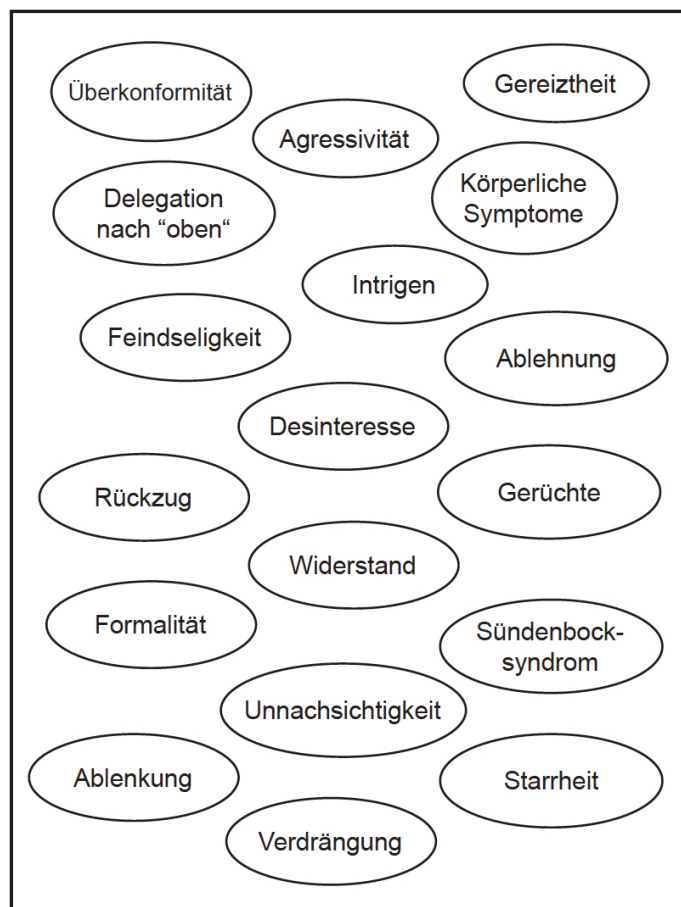 Überkonformität
Gereiztheit
Agressivität
Delegation
nach “oben“
Körperliche
Symptome
Intrigen
Feindseligkeit
Ablehnung
Desinteresse
Rückzug
Gerüchte
Widerstand
Formalität
Sündenbock-
syndrom
Unnachsichtigkeit
Ablenkung
Starrheit
Verdrängung